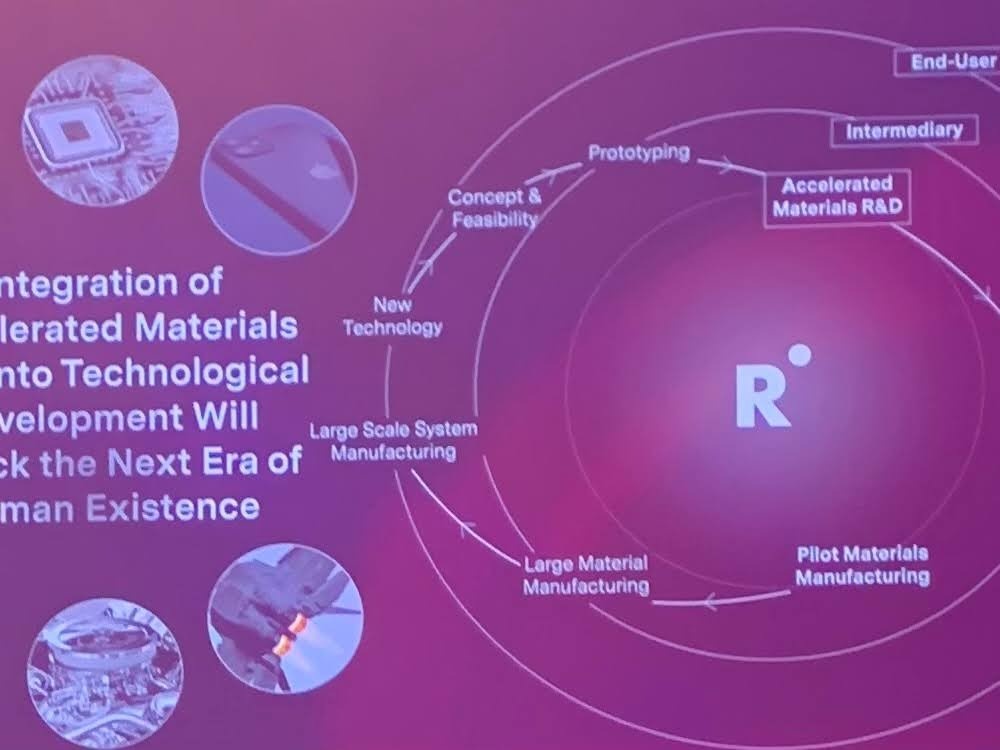 ntegration of
lerated Materials
nto Technological
velopment Will
ck the Next Era of
man Existence
End-User
Intermediary
Prototyping
Accelerated
Materials R&D
Concept &
Feasibility
New
Technology
Large Scale System
Manufacturing
Large Material
Manufacturing
Pilot Materials
Manufacturing
R